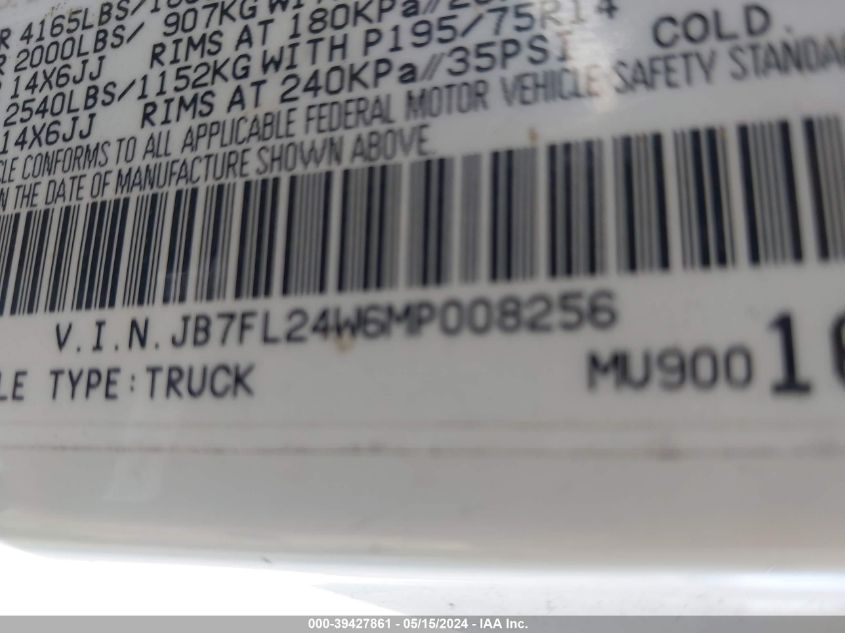 4165LBS/
2000LBS/ 907KG WITH
14X6JJ RIMS AT 180KPa//
2540LBS/1152KG WITH P195/75R14
14X6JJ RIMS AT 240KPa//35PSI COLD.
CONFORMS TO ALL APPLICABLE FEDERAL MOTOR VEHICLE SAFETY STANDA
THE DATE OF MANUFACTURE SHOWN ABOVE.
V.I.N. JB7FL24W6MP008256
LE TYPE: TRUCK MU900 1
000-39427861 - 05/15/2024 - IAA Inc.